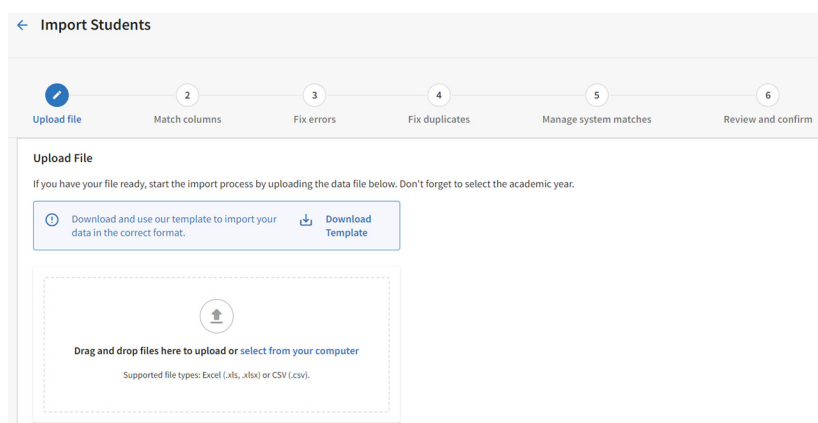 Import Students
2
3
4
5
6
Upload file
Match columns
Fix errors
Fix duplicates
Manage system matches
Review and confirm
Upload File
If you have your file ready, start the import process by uploading the data file below. Don't forget to select the academic year.
Download and use our template to import your
data in the correct format.
Download
Template
Drag and drop files here to upload or select from your computer
Supported file types: Excel (.xls, .xlsx) or CSV (.csv).